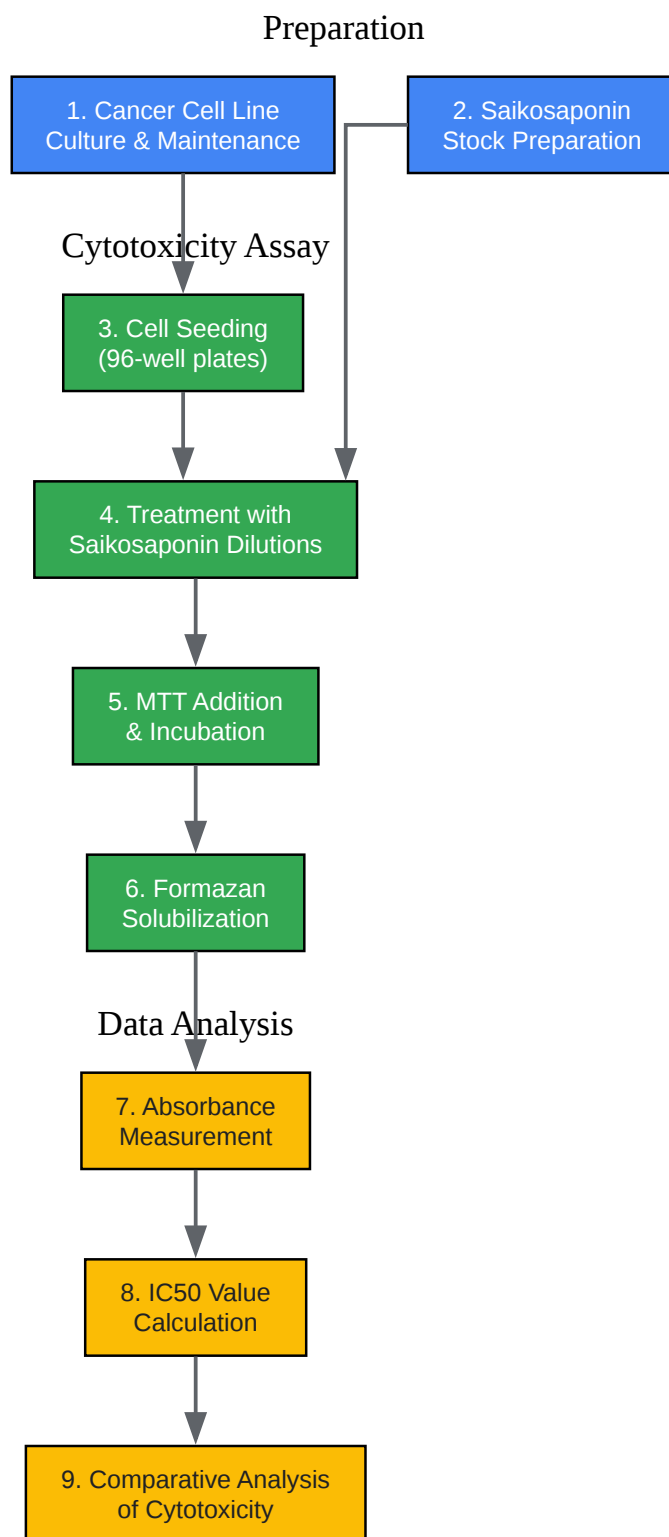 Preparation
1. Cancer Cell Line
Culture & Maintenance
2. Saikosaponin
Stock Preparation
Cytotoxicity Assay
3. Cell Seeding
(96-well plates)
4. Treatment with
Saikosaponin Dilutions
5. MTT Addition
& Incubation
6. Formazan
Solubilization
Data Analysis
7. Absorbance
Measurement
8. IC50 Value
Calculation
9. Comparative Analysis
of Cytotoxicity